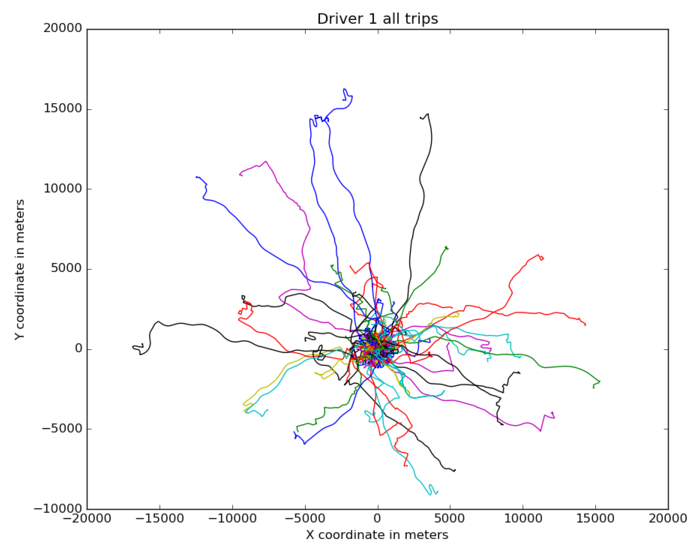 Driver 1 all trips
20000
15000
10000
5000
0
−5000
−10000
Y coordinate in meters
−20000 −15000 −10000 −5000 0 5000 10000 15000 20000
X coordinate in meters